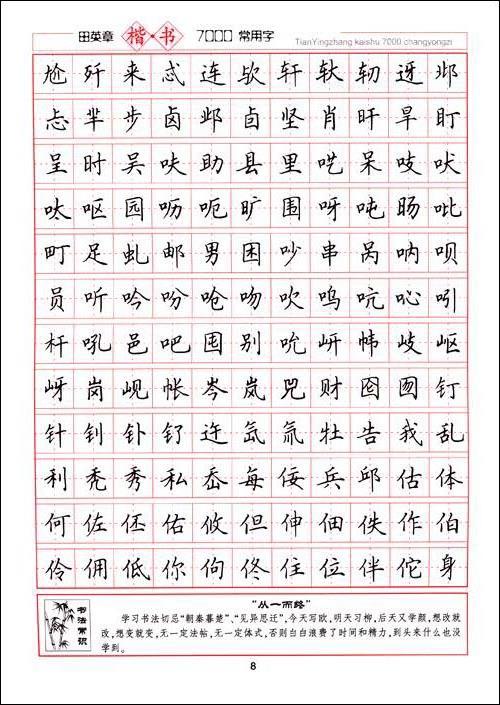 田英章 楷·书 7000 常用字
TianYingzhang kaishu 7000 changyongzi
尬歼来忒连欤轩轪轫迓邶
忐芈步卤邺卣坚肖旰旱盯
呈时吴呋助县里呓呆吱吠
呔呕园呖呃旷围呀吨旸吡
町足虬邮男困吵串呙呐呗
员听吟吩呛吻吹呜吭吣吲
杆吼邑吧囤别吮岍帏岐岖
岈岗岘帐岑岚兕财囵囫钉
针钊钋钌迕氙氚牡告我乱
利秃秀私岙每佞兵邱估体
何佐伾佑攸但伸佃佚作伯
伶佣低你佝佟住位伴佗身
书法常识
"从一而终"
学习书法切忌"朝秦暮楚"、"见异思迁",今天写欧,明天习柳,后天又学颜,想改就
改,想变就变,无一定法帖,无一定体式,否则白白浪费了时间和精力,到头来什么也没
学到。
8